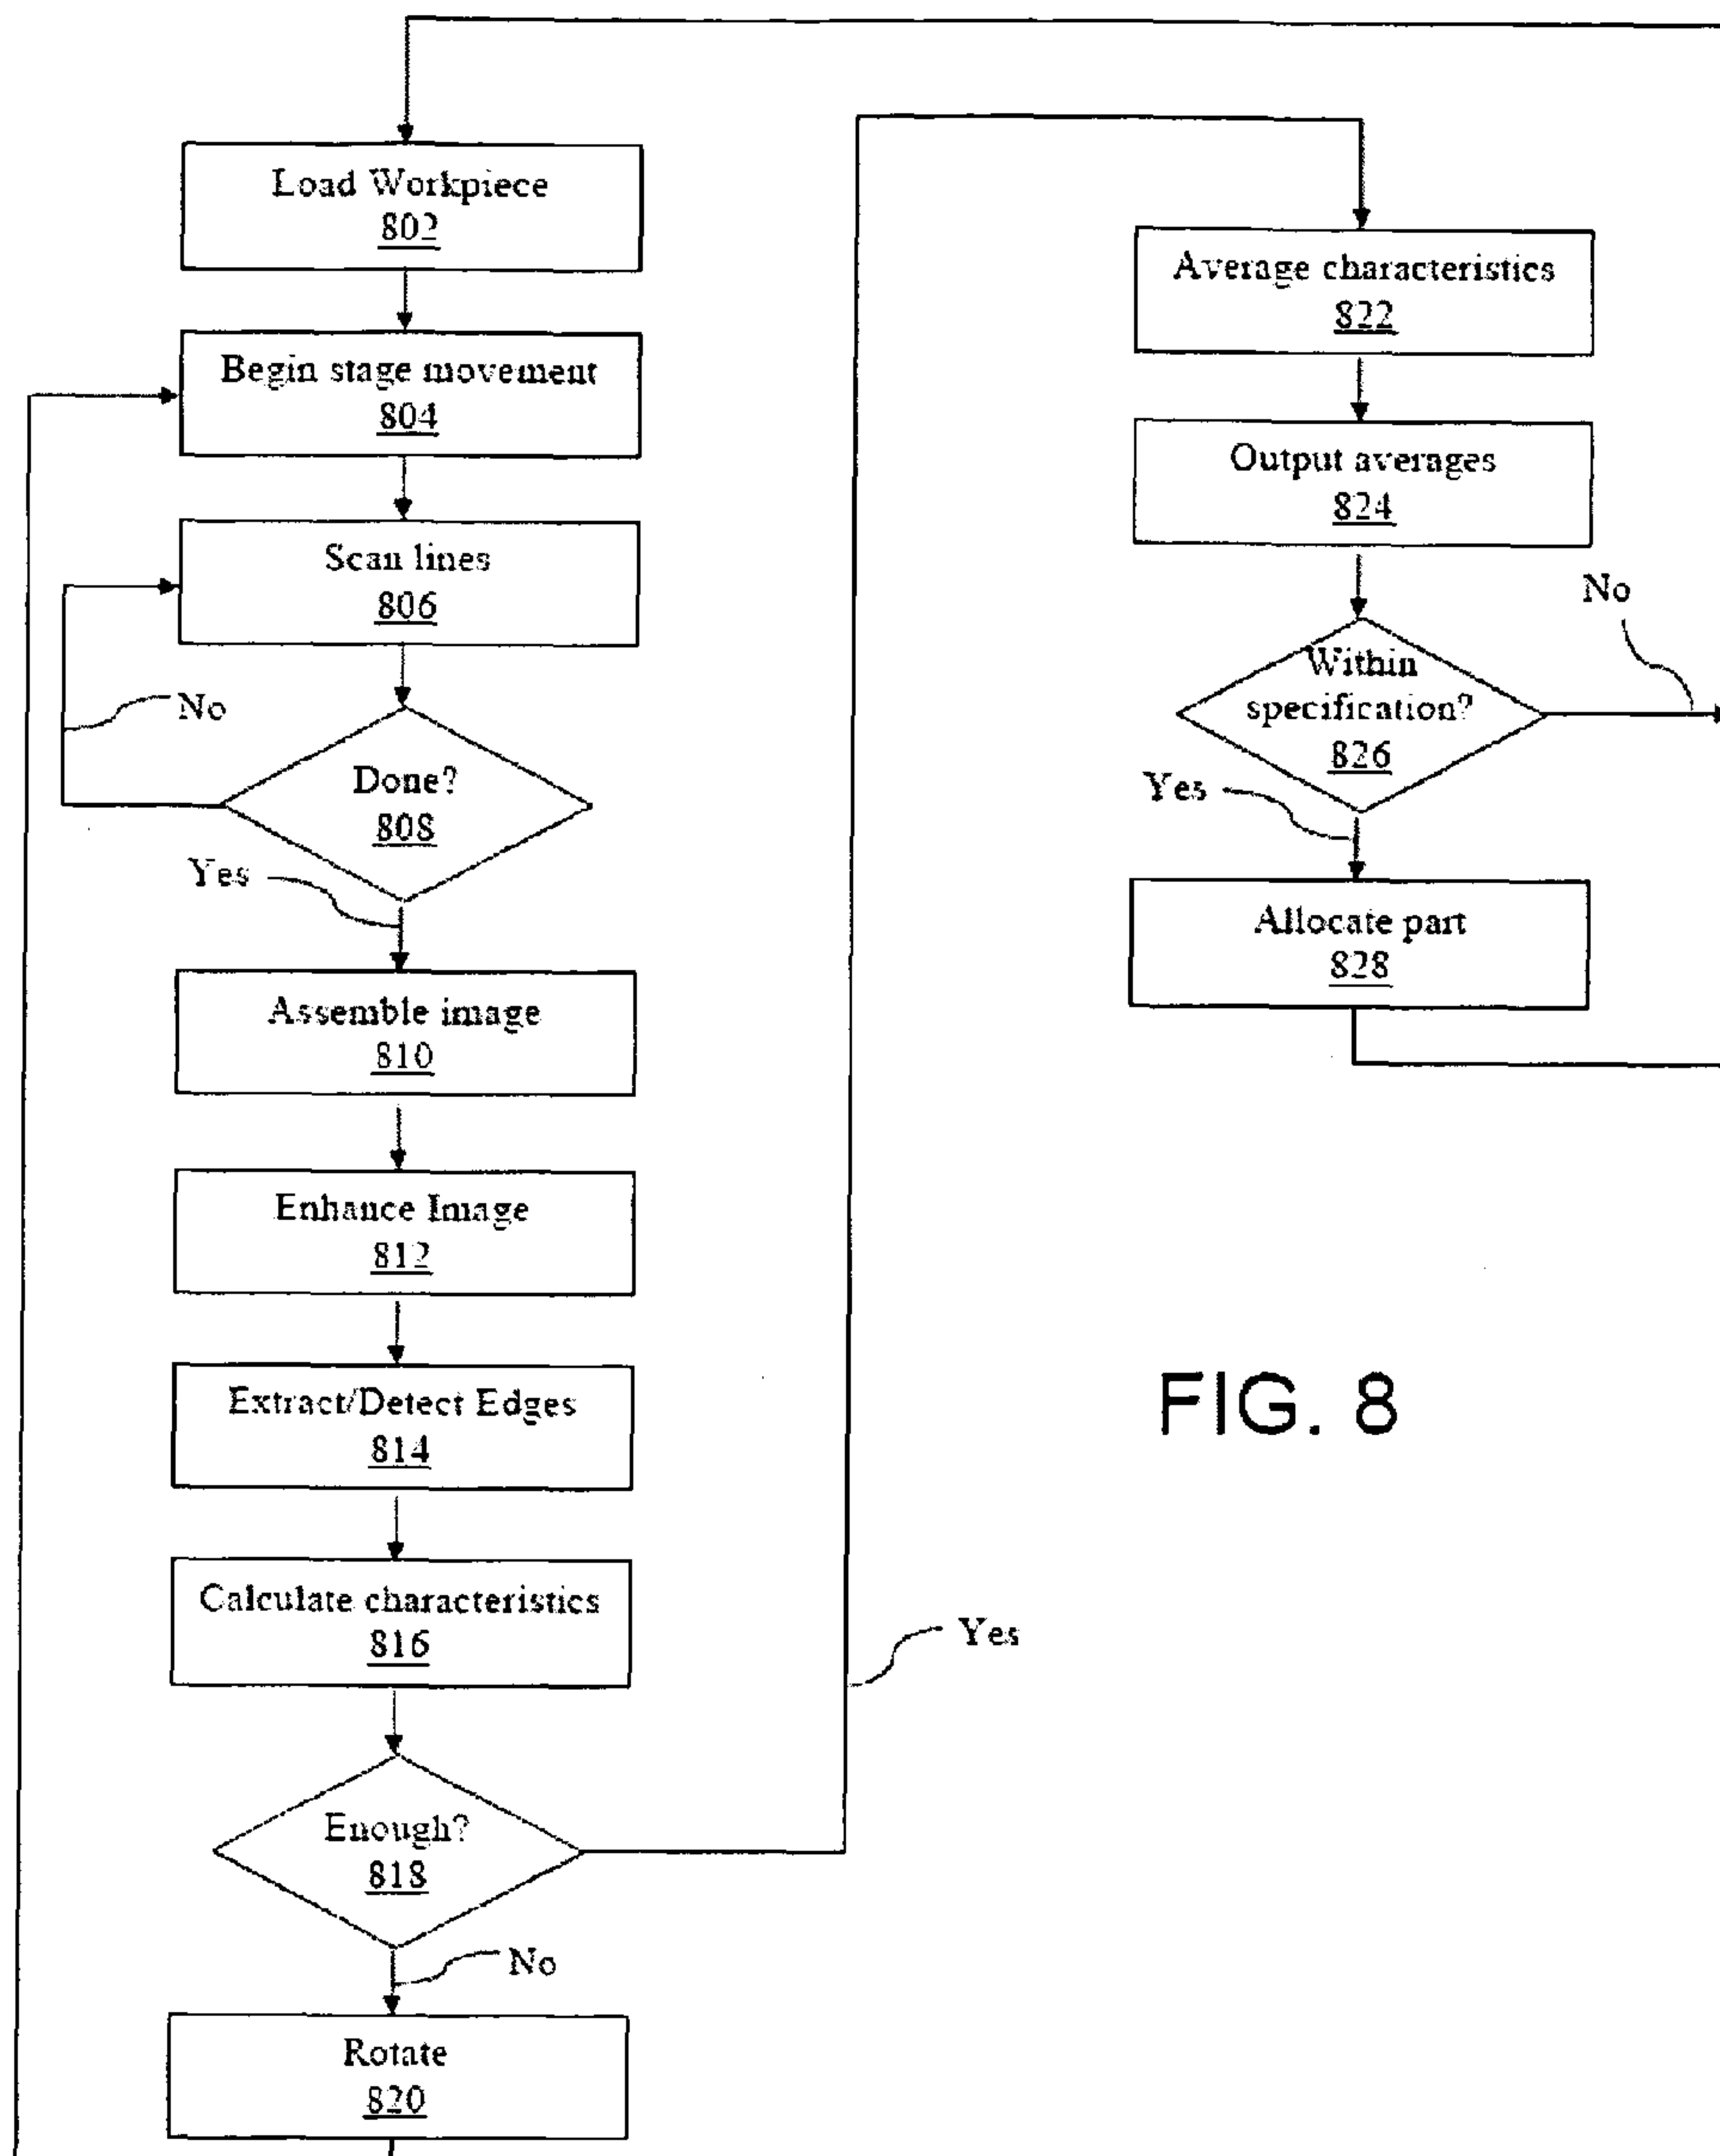 Load Workpiece
802
Begin stage movement
804
Scan lines
806
No
Done?
808
Yes
Assemble image
810
Enhance Image
812
Extract/Detect Edges
814
Calculate characteristics
816
Yes
Enough?
818
No
Rotate
820
Average characteristics
822
Output averages
824
No
Within
specification?
826
Yes
Allocate part
828
FIG. 8